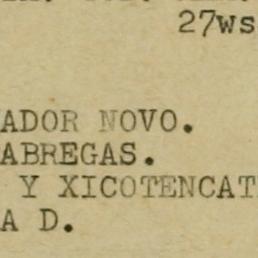 27ws
ADOR NOVO.
ABREGAS.
Y XICOTENCAT
A D.